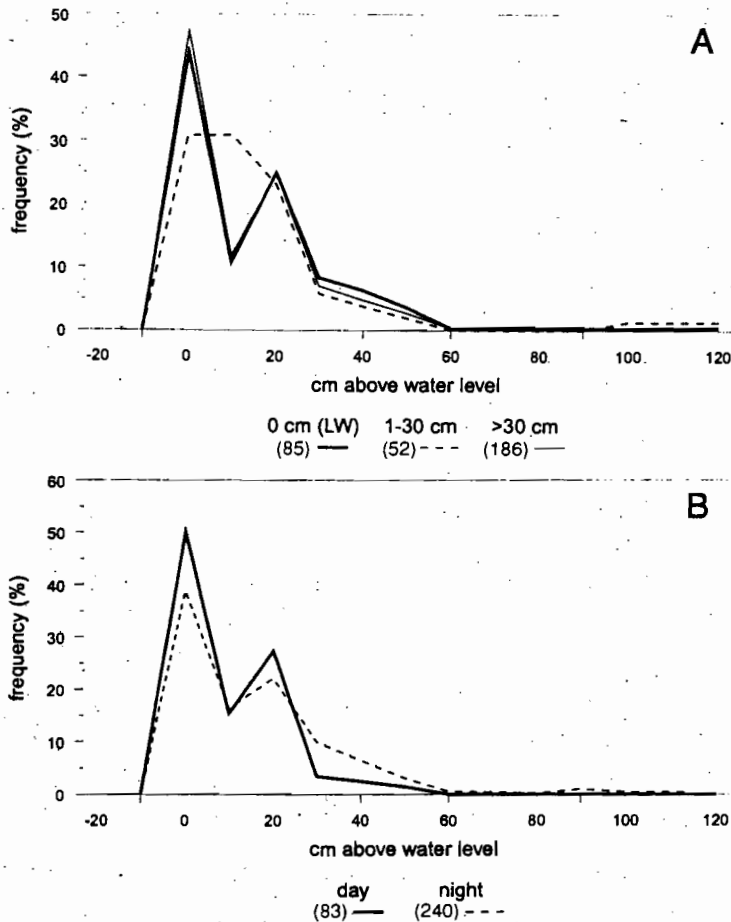 A
50
40
30
20
10
0
frequency (%)
-20 0 20 40 60 80 100 120
cm above water level
0 cm (LW) 1-30 cm >30 cm
(85) (52) (186)
B
60
50
40
30
20
10
0
frequency (%)
-20 0 20 40 60 80 100 120
cm above water level
day night
(83) (240)